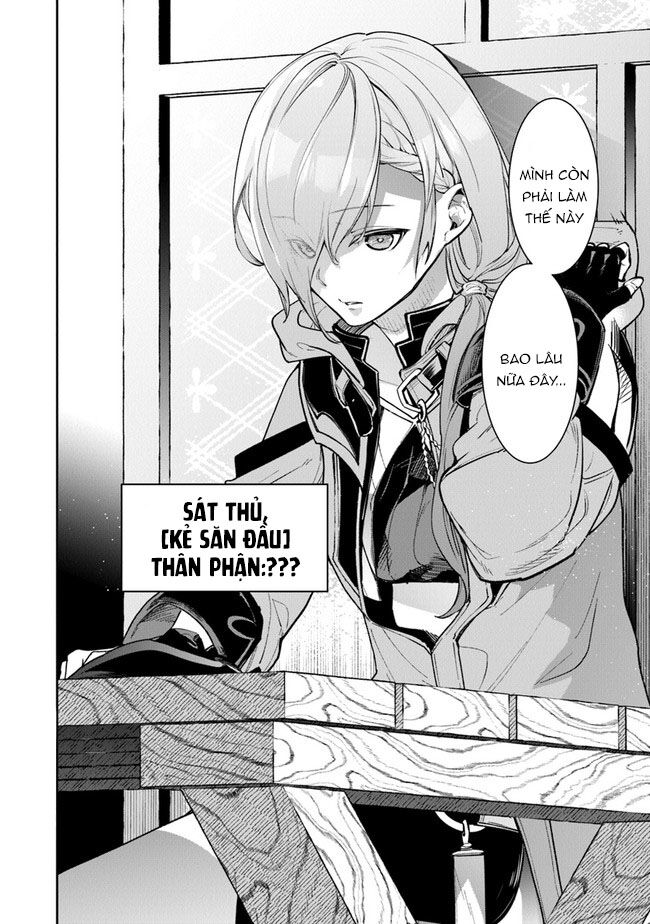 MÌNH CÒN
PHẢI LÀM
THẾ NÀY
BAO LÂU
NỮA ĐÂY...
SÁT THỦ,
[KẺ SĂN ĐẦU]
THÂN PHẬN:???